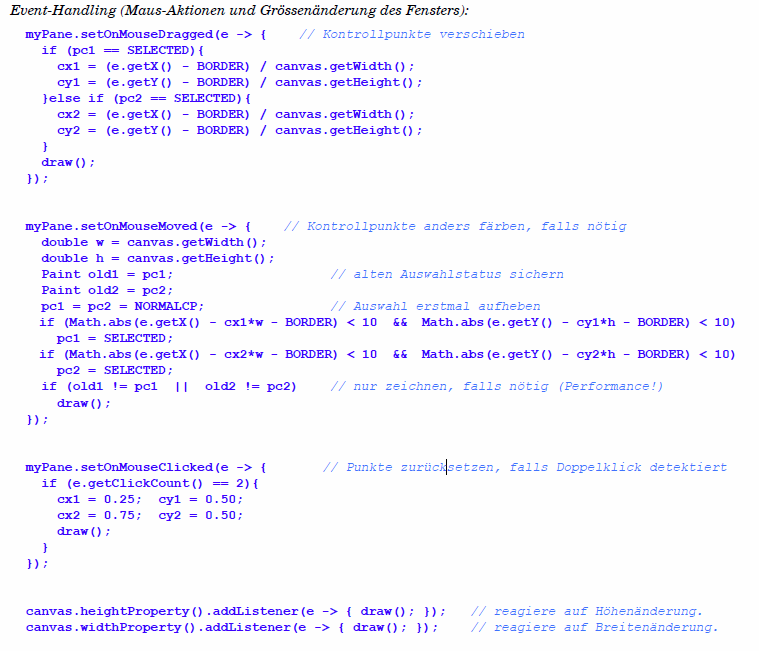 Event-Handling (Maus-Aktionen und Grössenänderung des Fensters):
myPane.setOnMouseDragged(e -> {    // Kontrollpunkte verschieben
  if (pc1 == SELECTED){
    cx1 = (e.getX() - BORDER) / canvas.getWidth();
    cy1 = (e.getY() - BORDER) / canvas.getHeight();
  }else if (pc2 == SELECTED){
    cx2 = (e.getX() - BORDER) / canvas.getWidth();
    cy2 = (e.getY() - BORDER) / canvas.getHeight();
  }
  draw();
});
myPane.setOnMouseMoved(e -> {    // Kontrollpunkte anders färben, falls nötig
  double w = canvas.getWidth();
  double h = canvas.getHeight();
  Paint old1 = pc1;                    // alten Auswahlstatus sichern
  Paint old2 = pc2;
  pc1 = pc2 = NORMALCP;                // Auswahl erstmal aufheben
  if (Math.abs(e.getX() - cx1*w - BORDER) < 10  &&  Math.abs(e.getY() - cy1*h - BORDER) < 10)
    pc1 = SELECTED;
  if (Math.abs(e.getX() - cx2*w - BORDER) < 10  &&  Math.abs(e.getY() - cy2*h - BORDER) < 10)
    pc2 = SELECTED;
  if (old1 != pc1  ||  old2 != pc2)    // nur zeichnen, falls nötig (Performance!)
    draw();
});
myPane.setOnMouseClicked(e -> {       // Punkte zurücksetzen, falls Doppelklick detektiert
  if (e.getClickCount() == 2){
    cx1 = 0.25;  cy1 = 0.50;
    cx2 = 0.75;  cy2 = 0.50;
    draw();
  }
});
canvas.heightProperty().addListener(e -> { draw(); });   // reagiere auf Höhenänderung.
canvas.widthProperty().addListener(e -> { draw(); });    // reagiere auf Breitenänderung.